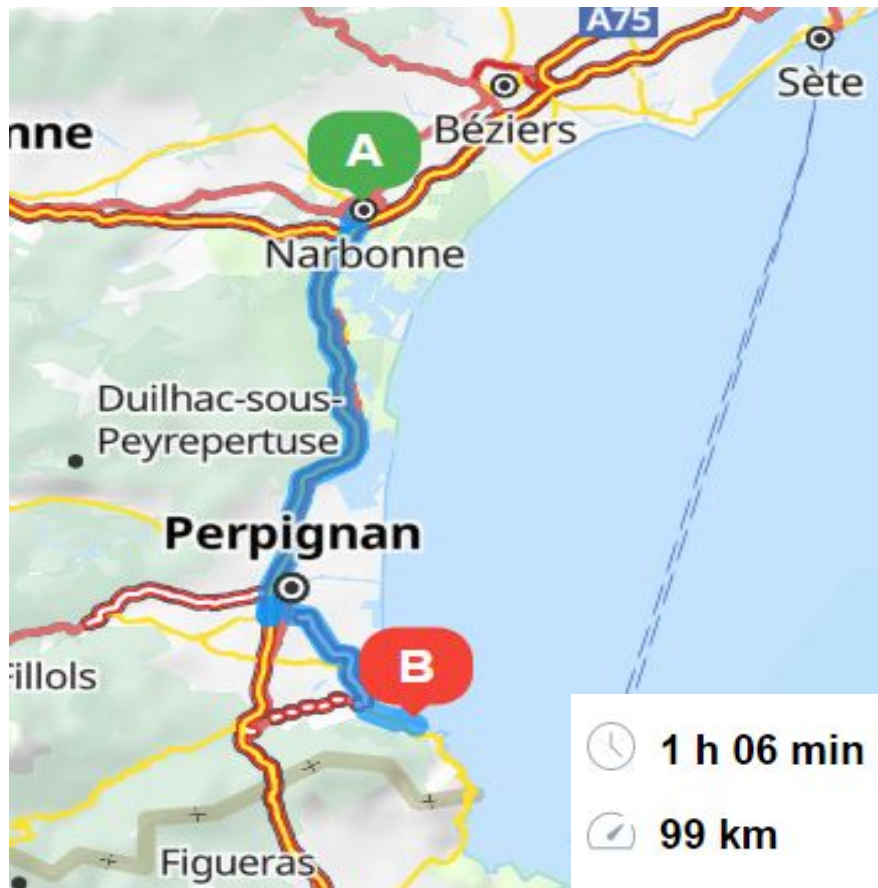 A75
Sète
Béziers
nne
A
Narbonne
Duilhac-sous-
Peyrepertuse
Perpignan
B
Fillols
1 h 06 min
99 km
Figueras